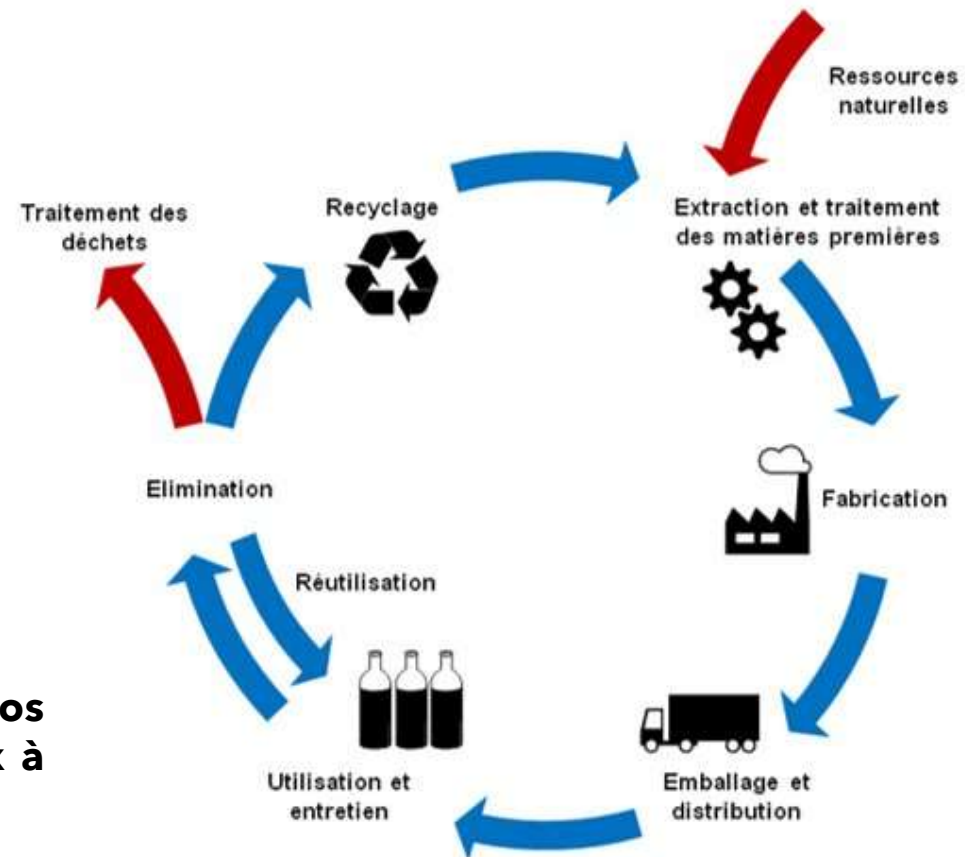 Ressources
naturelles
Extraction et traitement
des matières premières
Fabrication
Emballage et
distribution
Utilisation et
entretien
Réutilisation
Elimination
Traitement des
déchets
Recyclage
os
à